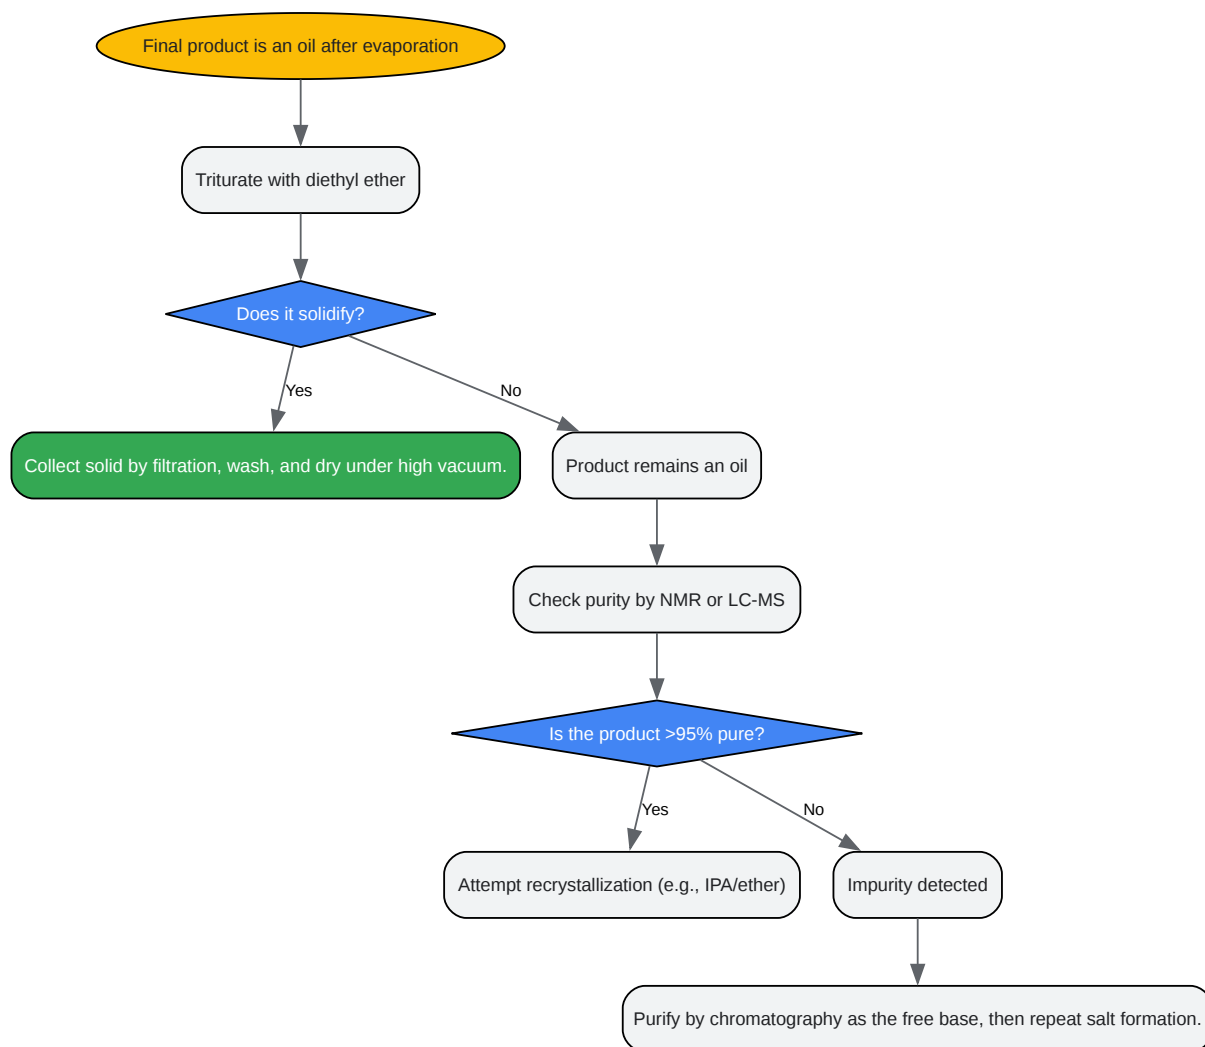 Final product is an oil after evaporation
Triturate with diethyl ether
Does it solidify?
Yes
No
Collect solid by filtration, wash, and dry under high vacuum.
Product remains an oil
Check purity by NMR or LC-MS
Is the product >95% pure?
Yes
No
Attempt recrystallization (e.g., IPA/ether)
Impurity detected
Purify by chromatography as the free base, then repeat salt formation.